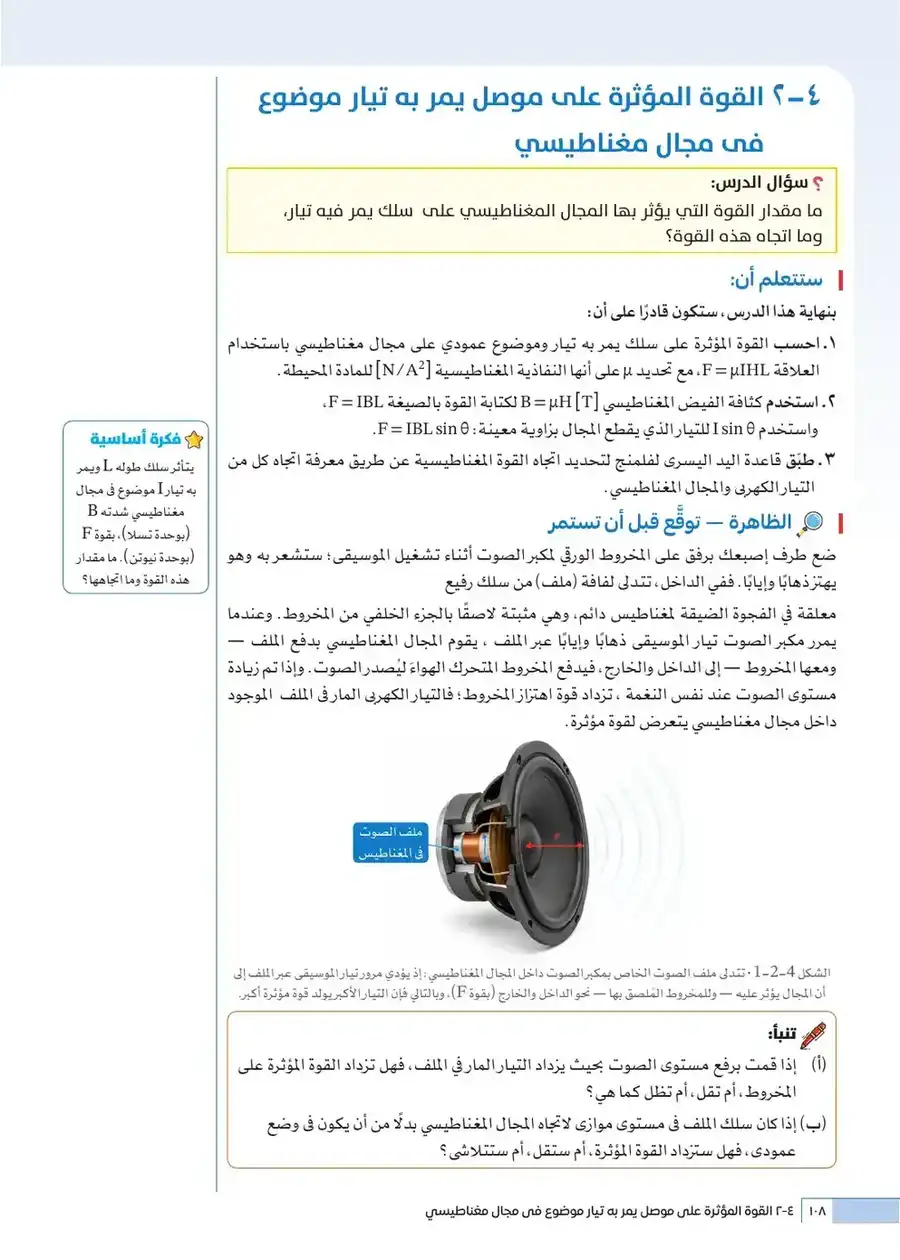 ٤-٢ القوة المؤثرة على موصل يمر به تيار موضوع
فى مجال مغناطيسي
؟ سؤال الدرس:
ما مقدار القوة التي يؤثر بها المجال المغناطيسي على سلك يمر فيه تيار،
وما اتجاه هذه القوة؟
ستتعلم أن:
بنهاية هذا الدرس، ستكون قادرًا على أن:
١. احسب القوة المؤثرة على سلك يمر به تيار وموضوع عمودي على مجال مغناطيسي باستخدام
العلاقة F = μIHL، مع تحديد μ على أنها النفاذية المغناطيسية [N/A²] للمادة المحيطة.
٢. استخدم كثافة الفيض المغناطيسي B = μH [T] لكتابة القوة بالصيغة F = IBL،
واستخدم I sin θ للتيار الذي يقطع المجال بزاوية معينة: F = IBL sin θ.
٣. طبّق قاعدة اليد اليسرى لفلمنج لتحديد اتجاه القوة المغناطيسية عن طريق معرفة اتجاه كل من
التيار الكهربى والمجال المغناطيسي.
فكرة أساسية
يتأثر سلك طوله L ويمر
به تيار I موضوع فى مجال
مغناطيسي شدته B
(بوحدة تسلا)، بقوة F
(بوحدة نيوتن). ما مقدار
هذه القوة وما اتجاهها؟
الظاهرة — توقَّع قبل أن تستمر
ضع طرف إصبعك برفق على المخروط الورقي لمكبر الصوت أثناء تشغيل الموسيقى؛ ستشعر به وهو
يهتز ذهابًا وإيابًا. ففي الداخل، تتدلى لفافة (ملف) من سلك رفيع
معلقة في الفجوة الضيقة لمغناطيس دائم، وهي مثبتة لاصقًا بالجزء الخلفي من المخروط. وعندما
يمرر مكبر الصوت تيار الموسيقى ذهابًا وإيابًا عبر الملف ، يقوم المجال المغناطيسي بدفع الملف —
ومعها المخروط — إلى الداخل والخارج، فيدفع المخروط المتحرك الهواءَ ليُصدر الصوت. وإذا تم زيادة
مستوى الصوت عند نفس النغمة ، تزداد قوة اهتزاز المخروط؛ فالتيار الكهربى المار فى الملف الموجود
داخل مجال مغناطيسي يتعرض لقوة مؤثرة.
ملف الصوت
فى المغناطيس
F
الشكل 4-2-1 · تتدلى ملف الصوت الخاص بمكبر الصوت داخل المجال المغناطيسي: إذ يؤدي مرور تيار الموسيقى عبر الملف إلى
أن المجال يؤثر عليه — وللمخروط المُلصق بها — نحو الداخل والخارج (بقوة F)، وبالتالي فإن التيار الأكبر يولد قوة مؤثرة أكبر.
تنبأ:
(أ) إذا قمت برفع مستوى الصوت بحيث يزداد التيار المار في الملف، فهل تزداد القوة المؤثرة على
المخروط، أم تقل، أم تظل كما هي؟
(ب) إذا كان سلك الملف فى مستوى موازى لاتجاه المجال المغناطيسي بدلًا من أن يكون فى وضع
عمودى، فهل ستزداد القوة المؤثرة، أم ستقل، أم ستتلاشى؟
١٠٨ ٤-٢ القوة المؤثرة على موصل يمر به تيار موضوع فى مجال مغناطيسي